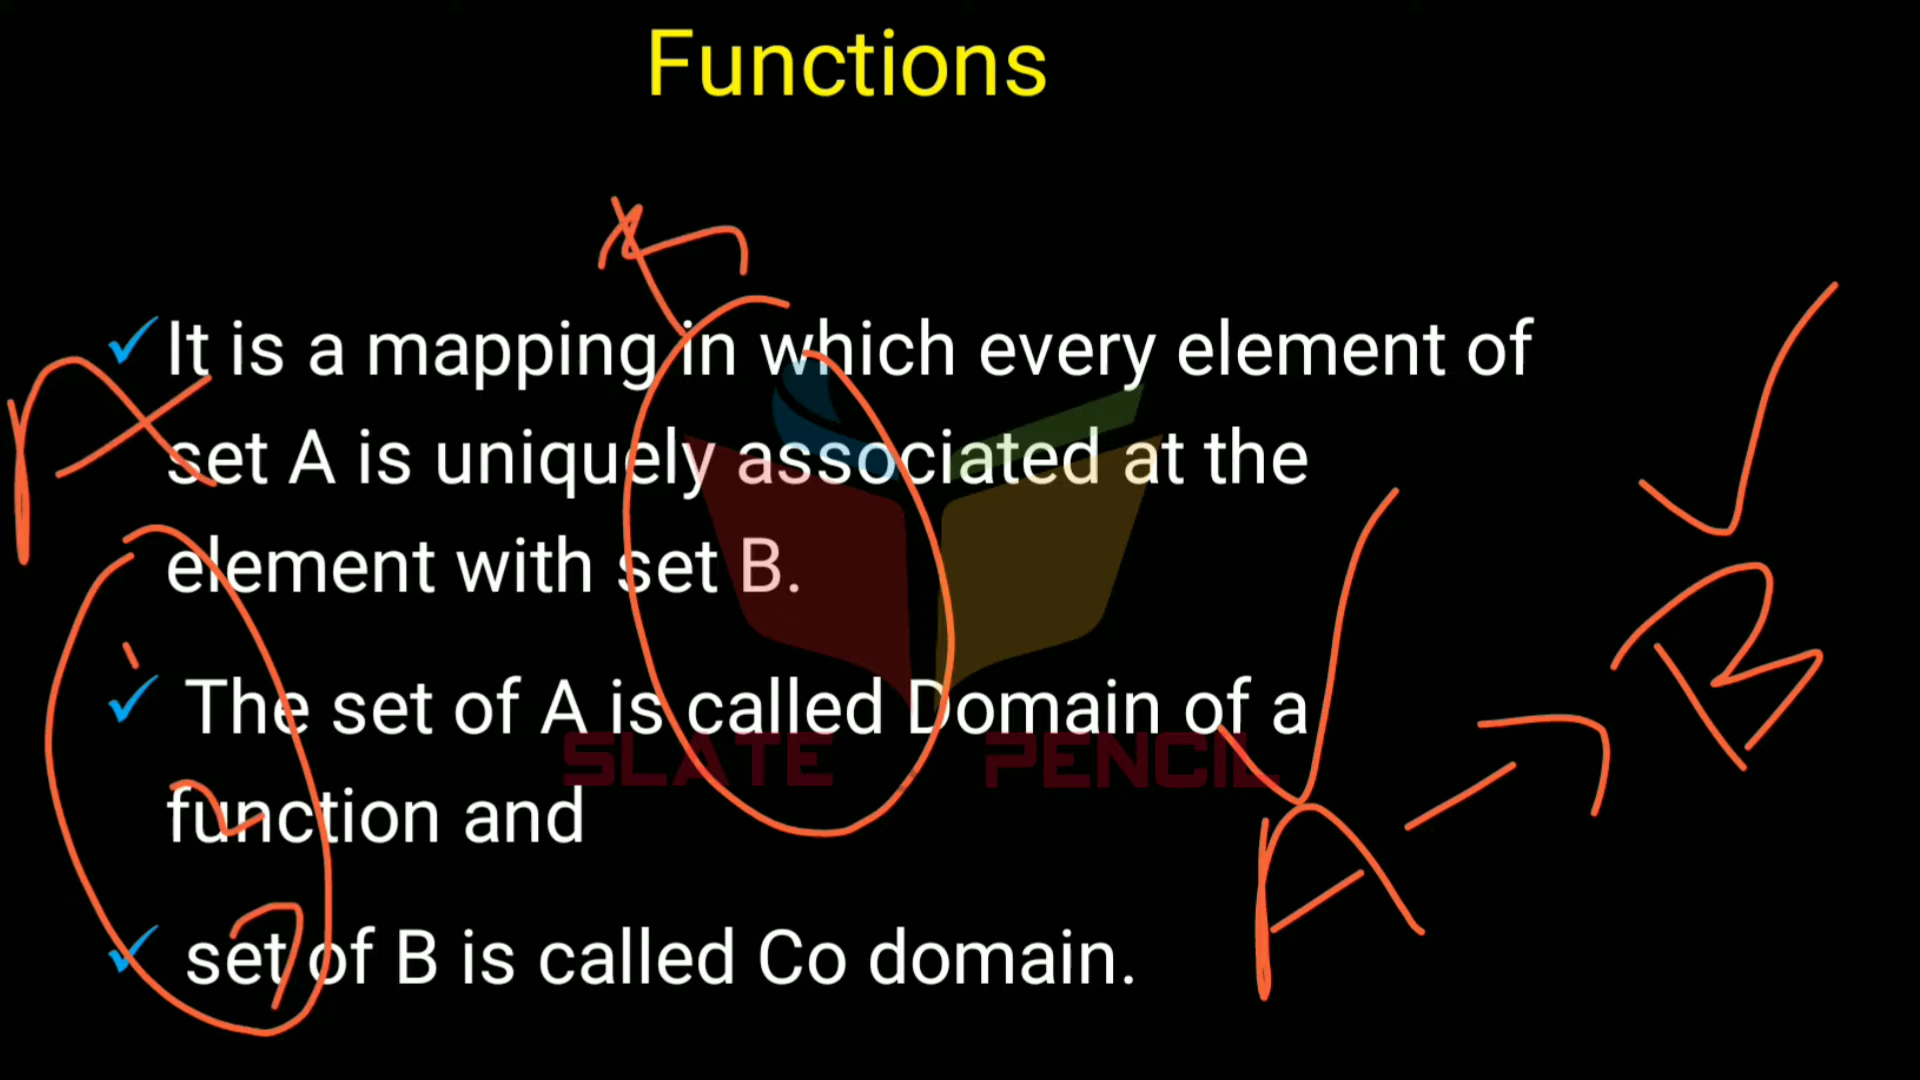 Functions
It is a mapping in which every element of
set A is uniquely associated at the
element with set B.
The set of A is called Domain of a
function and
set of B is called Co domain.
SLATE PENCIL
A
B
A